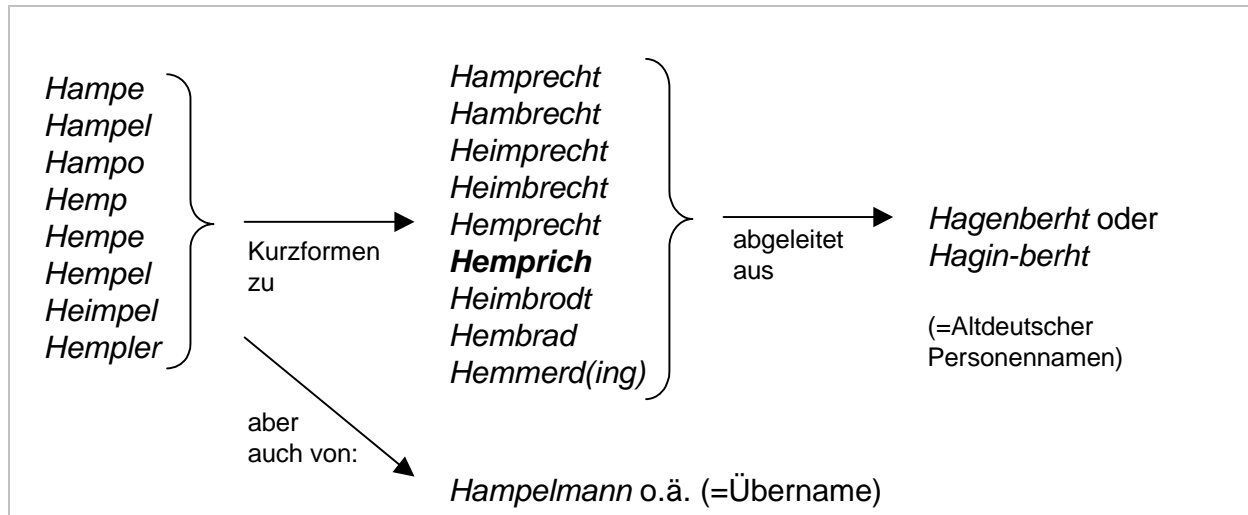 Hampe
Hampel
Hampo
Hemp
Hempe
Hempel
Heimpel
Hempler
Kurzformen
zu
Hamprecht
Hambrecht
Heimprecht
Heimbrecht
Hemprecht
Hemprich
Heimbrodt
Hembrad
Hemmerd(ing)
abgeleitet
aus
Hagenberht oder
Hagin-berht
(=Altdeutscher
Personennamen)
aber
auch von:
Hampelmann o.ä. (=Übername)